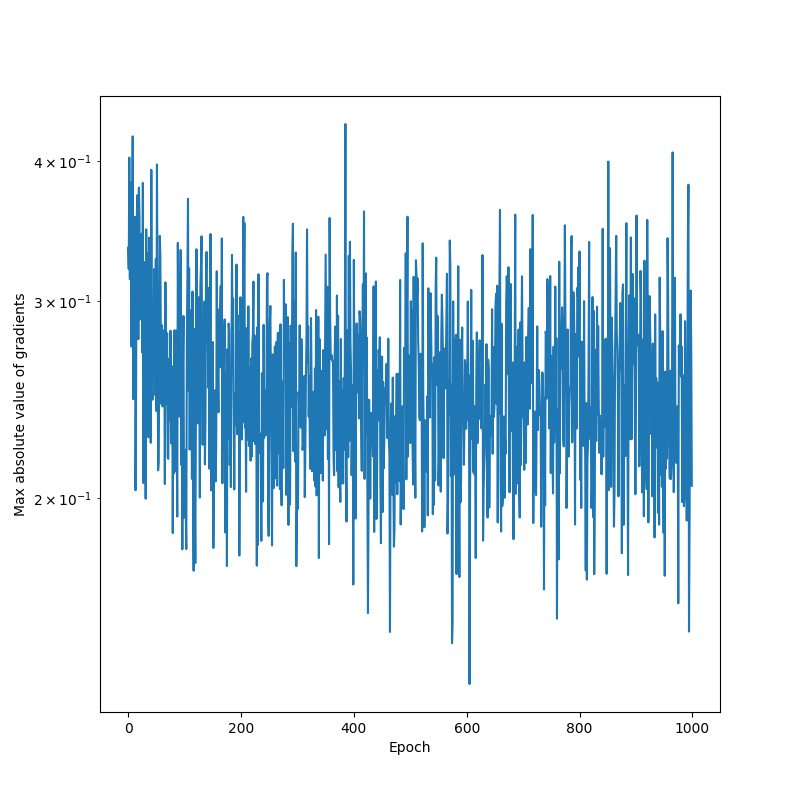 Max absolute value of gradients
4 × 10⁻¹
3 × 10⁻¹
2 × 10⁻¹
0 200 400 600 800 1000
Epoch